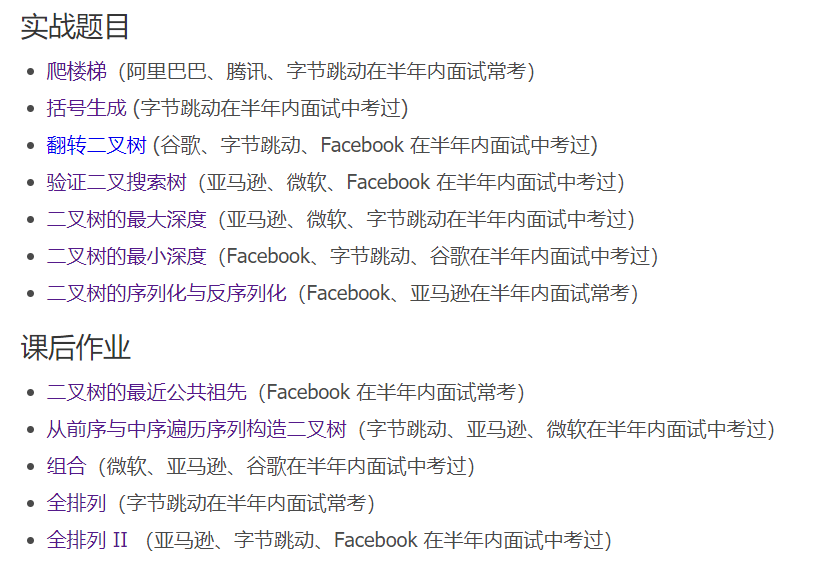 实战题目
爬楼梯（阿里巴巴、腾讯、字节跳动在半年内面试常考）
括号生成 (字节跳动在半年内面试中考过)
翻转二叉树 (谷歌、字节跳动、Facebook 在半年内面试中考过)
验证二叉搜索树（亚马逊、微软、Facebook 在半年内面试中考过）
二叉树的最大深度（亚马逊、微软、字节跳动在半年内面试中考过）
二叉树的最小深度（Facebook、字节跳动、谷歌在半年内面试中考过）
二叉树的序列化与反序列化（Facebook、亚马逊在半年内面试常考）
课后作业
二叉树的最近公共祖先（Facebook 在半年内面试常考）
从前序与中序遍历序列构造二叉树（字节跳动、亚马逊、微软在半年内面试中考过）
组合（微软、亚马逊、谷歌在半年内面试中考过）
全排列（字节跳动在半年内面试常考）
全排列 II （亚马逊、字节跳动、Facebook 在半年内面试中考过）